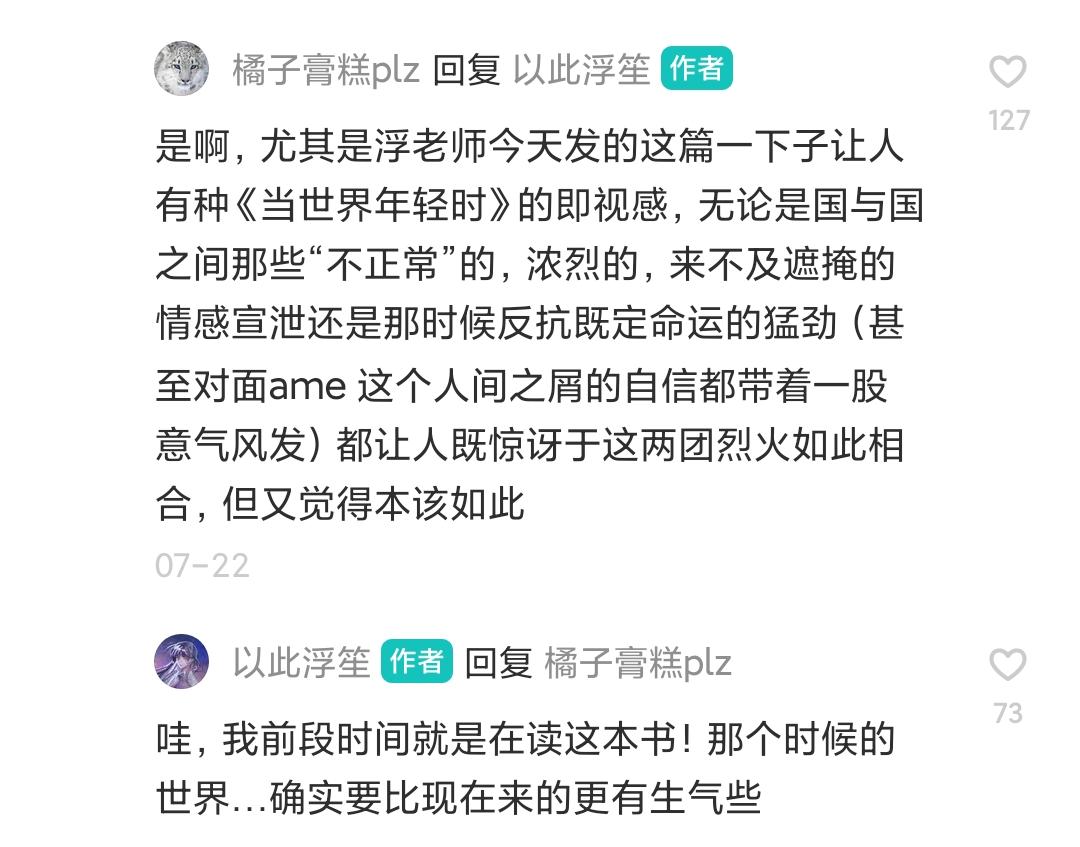 橘子膏糕plz 回复 以此浮笙 作者
127
是啊，尤其是浮老师今天发的这篇一下子让人
有种《当世界年轻时》的即视感，无论是国与国
之间那些“不正常”的，浓烈的，来不及遮掩的
情感宣泄还是那时候反抗既定命运的猛劲（甚
至对面ame 这个人间之屑的自信都带着一股
意气风发）都让人既惊讶于这两团烈火如此相
合，但又觉得本该如此
07-22
以此浮笙 作者 回复 橘子膏糕plz
73
哇，我前段时间就是在读这本书！那个时候的
世界...确实要比现在来的更有生气些